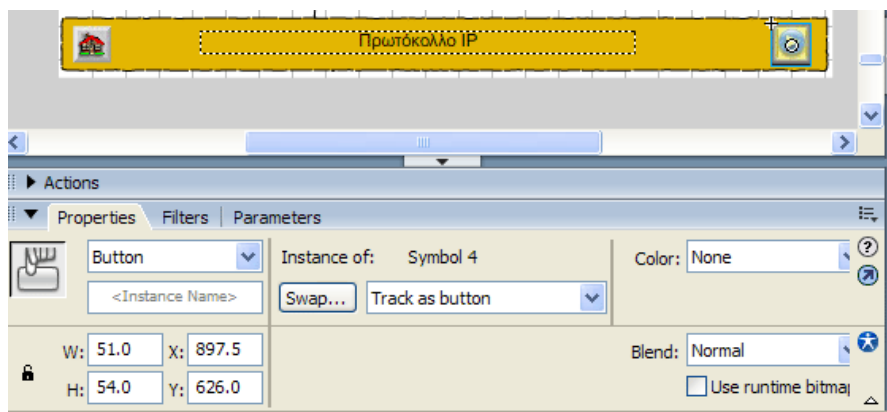 Πρωτόκολλο IP
Actions
Properties Filters Parameters
Button Instance of: Symbol 4 Color: None
<Instance Name> Swap... Track as button
W: 51.0 X: 897.5 Blend: Normal
H: 54.0 Y: 626.0 Use runtime bitma